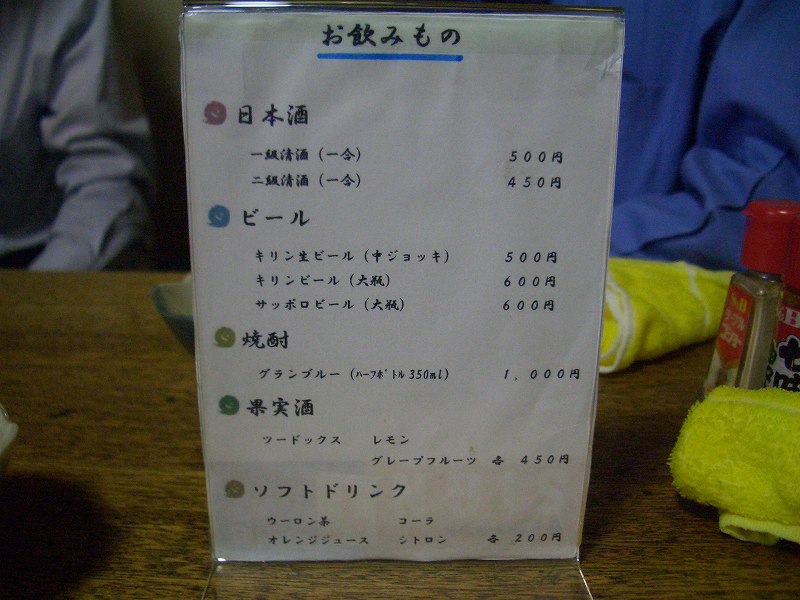 お飲みもの
日本酒
一級清酒（一合） 500円
二級清酒（一合） 450円
ビール
キリン生ビール（中ジョッキ） 500円
キリンビール（大瓶） 600円
サッポロビール（大瓶） 600円
焼酎
グランブルー（ﾊｰﾌﾎﾞﾄﾙ 350ml） 1,000円
果実酒
ツードックス レモン
グレープフルーツ 各 450円
ソフトドリンク
ウーロン茶 コーラ
オレンジジュース シトロン 各 200円
S&B